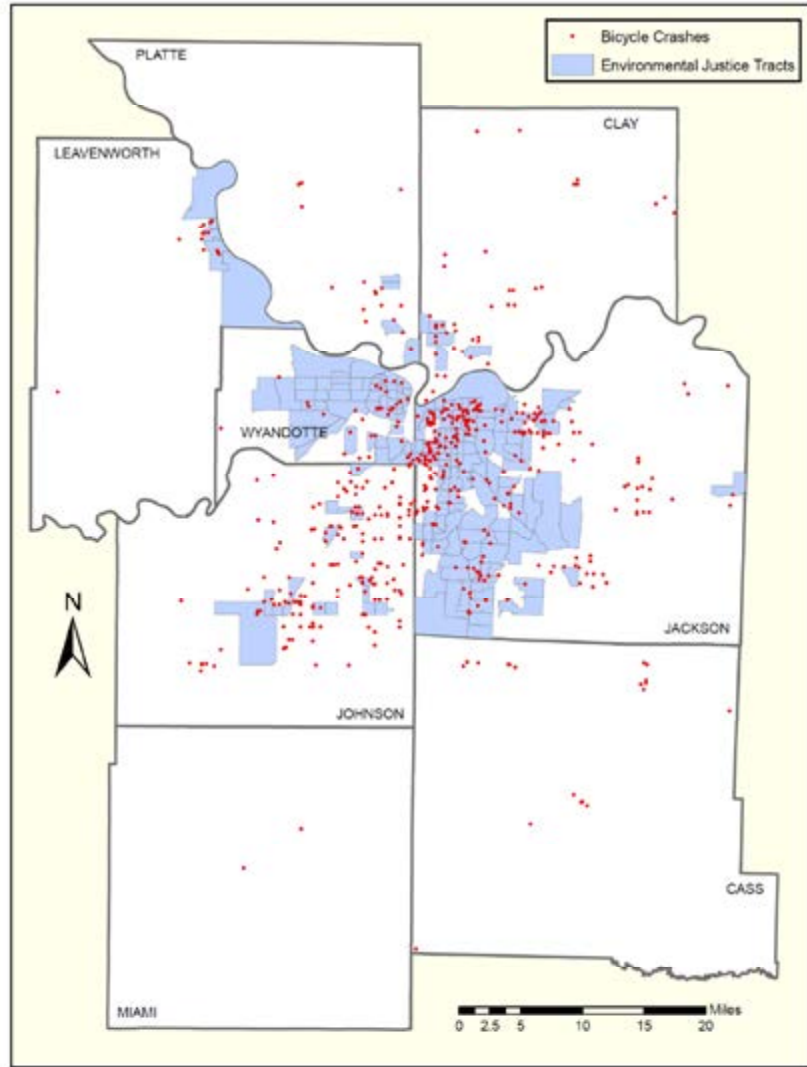 Bicycle Crashes
Environmental Justice Tracts
PLATTE
CLAY
LEAVENWORTH
WYANDOTTE
N
JACKSON
JOHNSON
CASS
MIAMI
Miles
0 2.5 5 10 15 20